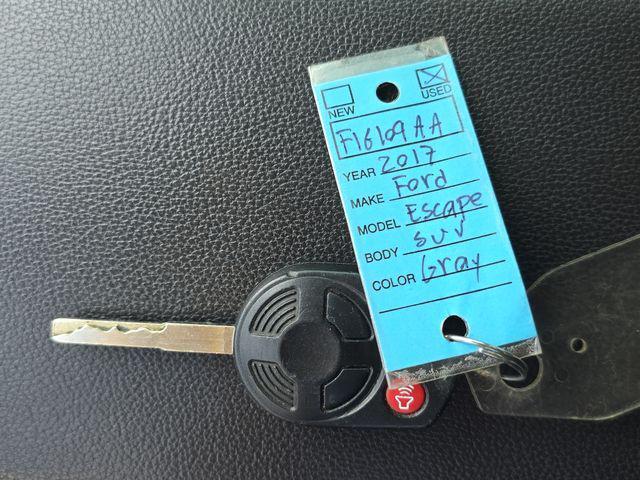 NEW USED
F16109AA
YEAR 2017
MAKE Ford
MODEL Escape
BODY SUV
COLOR Gray